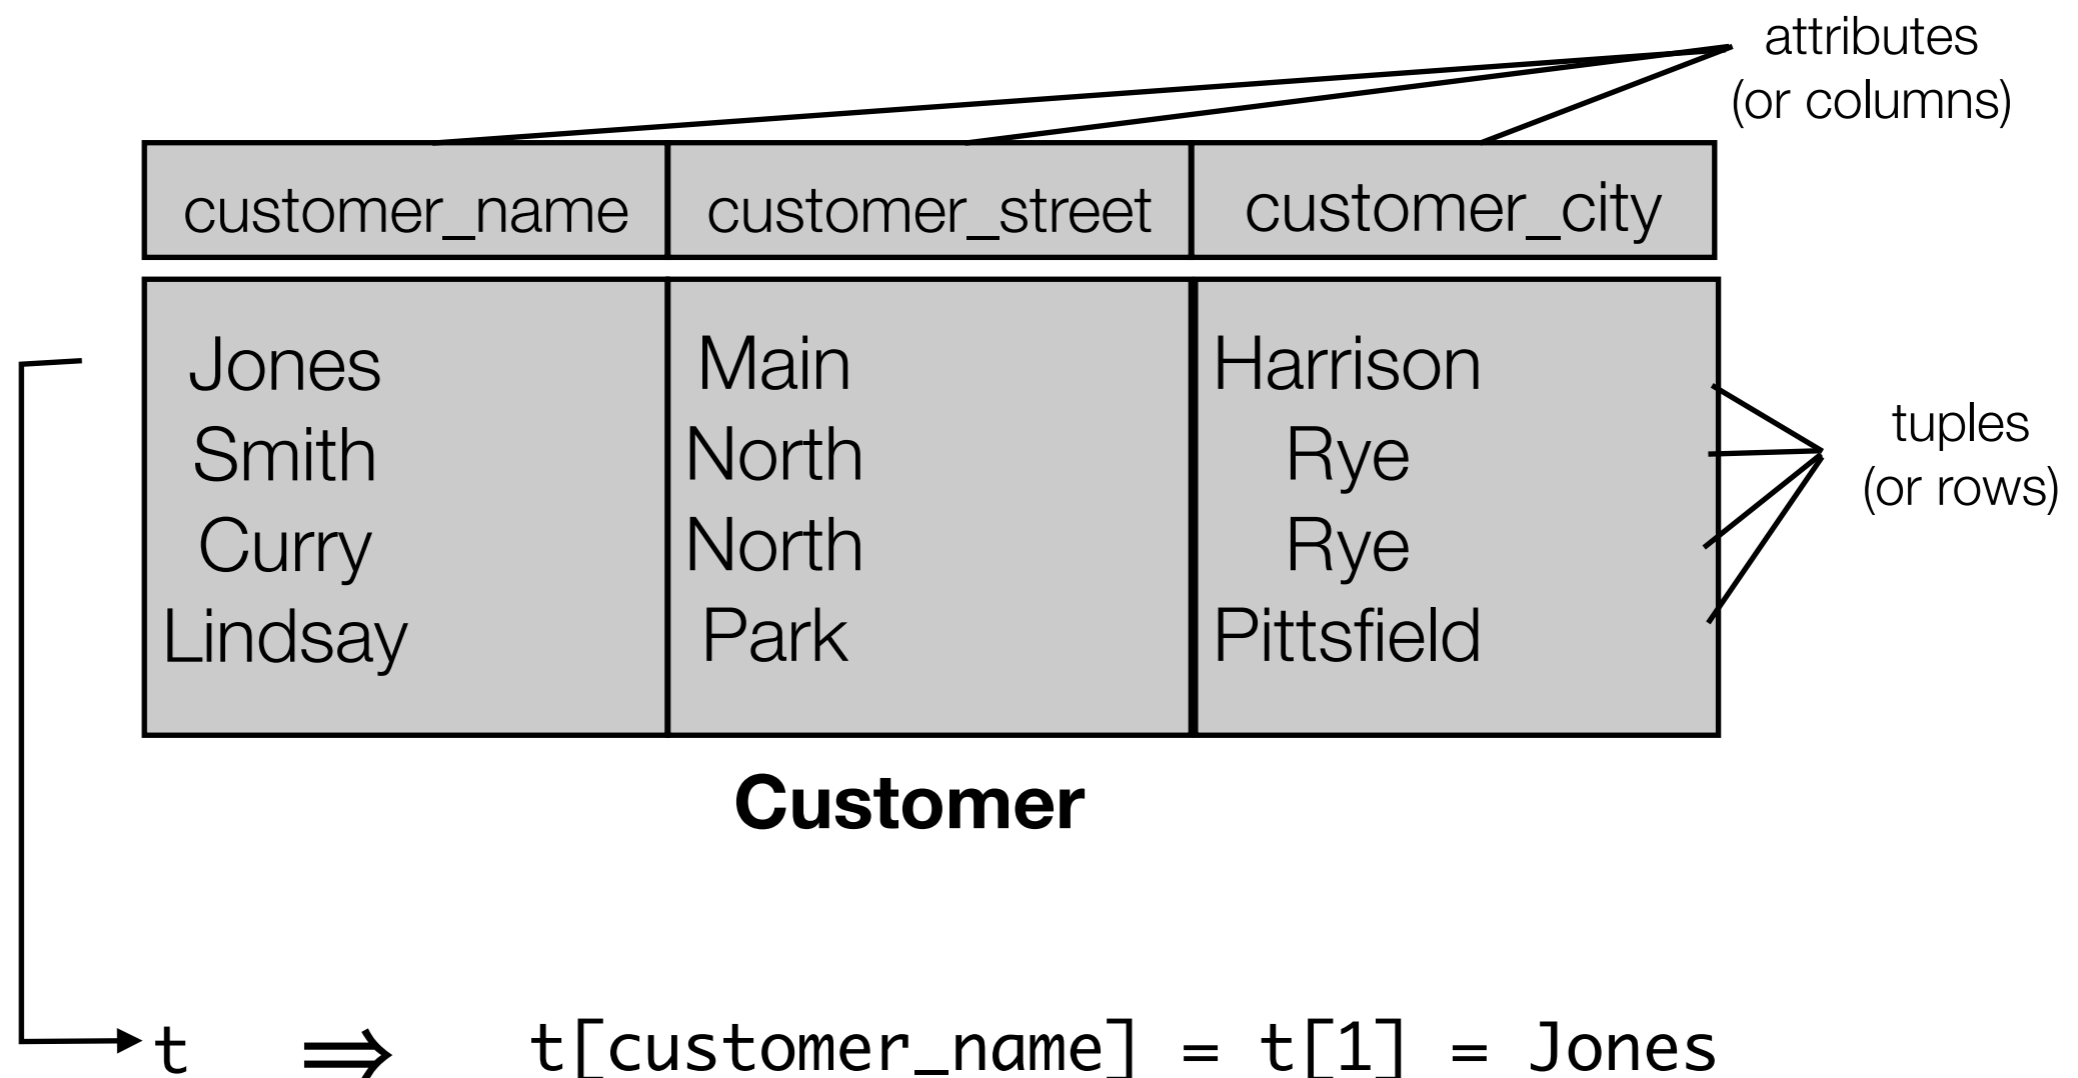 attributes
(or columns)
customer_name customer_street customer_city
Jones Main Harrison
Smith North Rye
Curry North Rye
Lindsay Park Pittsfield
tuples
(or rows)
Customer
t ⇒ t[customer_name] = t[1] = Jones